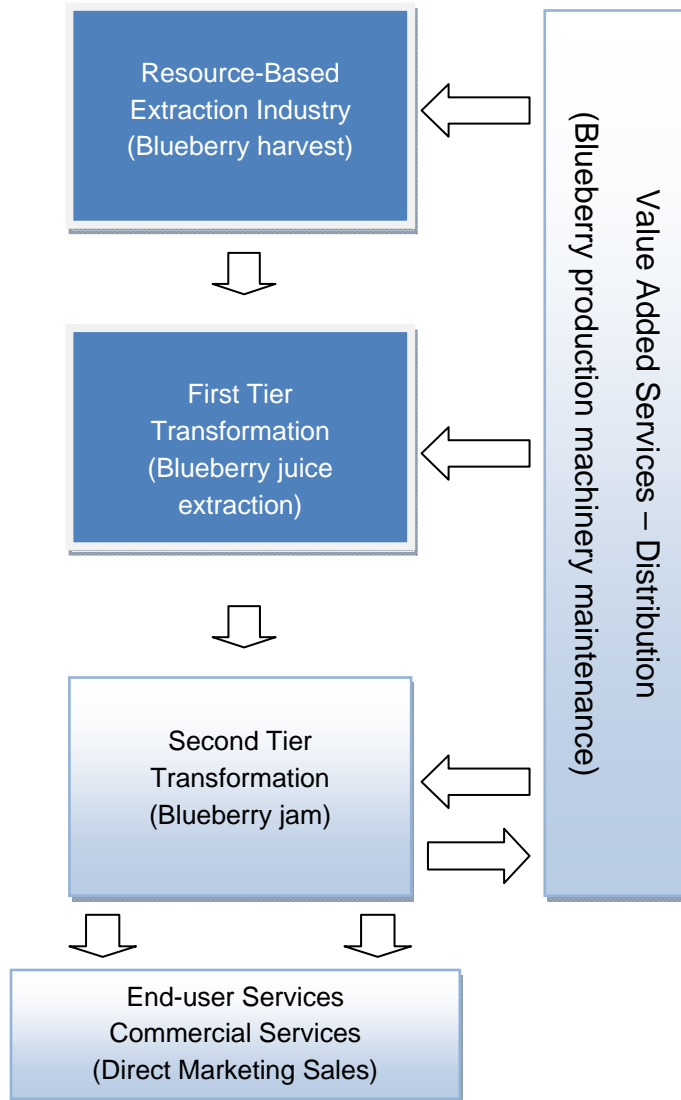 Resource-Based
Extraction Industry
(Blueberry harvest)
First Tier
Transformation
(Blueberry juice
extraction)
Second Tier
Transformation
(Blueberry jam)
End-user Services
Commercial Services
(Direct Marketing Sales)
Value Added Services – Distribution
(Blueberry production machinery maintenance)